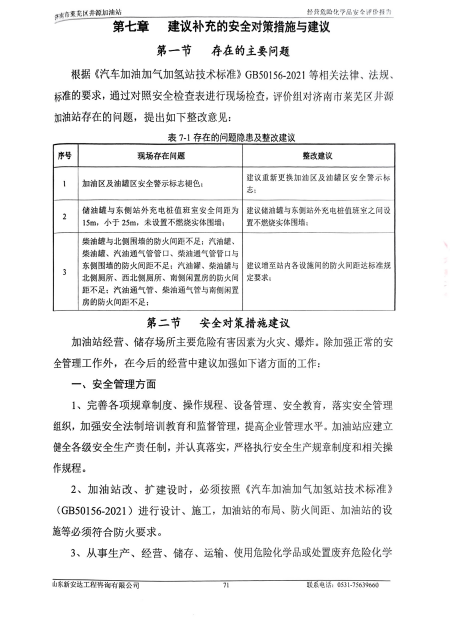 济南市莱芜区井源加油站 经营危险化学品安全评价报告
第七章 建议补充的安全对策措施与建议
第一节 存在的主要问题
根据《汽车加油加气加氢站技术标准》GB50156-2021 等相关法律、法规、
标准的要求，通过对照安全检查表进行现场检查，评价组对济南市莱芜区井源
加油站存在的问题，提出如下整改意见：
表 7-1 存在的问题隐患及整改建议
序号 现场存在问题 整改建议
1 加油区及油罐区安全警示标志褪色； 建议重新更换加油区及油罐区安全警示标
志；
2 储油罐与东侧站外充电桩值班室安全间距为 建议储油罐与东侧站外充电桩值班室之间设
15m，小于 25m，未设置不燃烧实体围墙； 置不燃烧实体围墙；
3 柴油罐与北侧围墙的防火间距不足；汽油罐、
柴油罐、汽油通气管管口、柴油通气管管口与
东侧围墙的防火间距不足；汽油罐、柴油罐与 建议增至站内各设施间的防火间距达标准规
北侧厕所、西北侧厕所、南侧闲置房的防火间 定要求；
距不足；汽油通气管、柴油通气管与南侧闲置
房的防火间距不足；
第二节 安全对策措施建议
加油站经营、储存场所主要危险有害因素为火灾、爆炸。除加强正常的安
全管理工作外，在今后的经营中建议加强如下诸方面的工作：
一、安全管理方面
1、完善各项规章制度、操作规程、设备管理、安全教育，落实安全管理
组织，加强安全法制培训教育和监督管理，提高企业管理水平。加油站应建立
健全各级安全生产责任制，并认真落实，严格执行安全生产规章制度和相关操
作规程。
2、加油站改、扩建设时，必须按照《汽车加油加气加氢站技术标准》
（GB50156-2021）进行设计、施工，加油站的布局、防火间距、加油站的设
施等必须符合防火要求。
3、从事生产、经营、储存、运输、使用危险化学品或处置废弃危险化学
山东新安达工程咨询有限公司 71 联系电话：0531-75639660